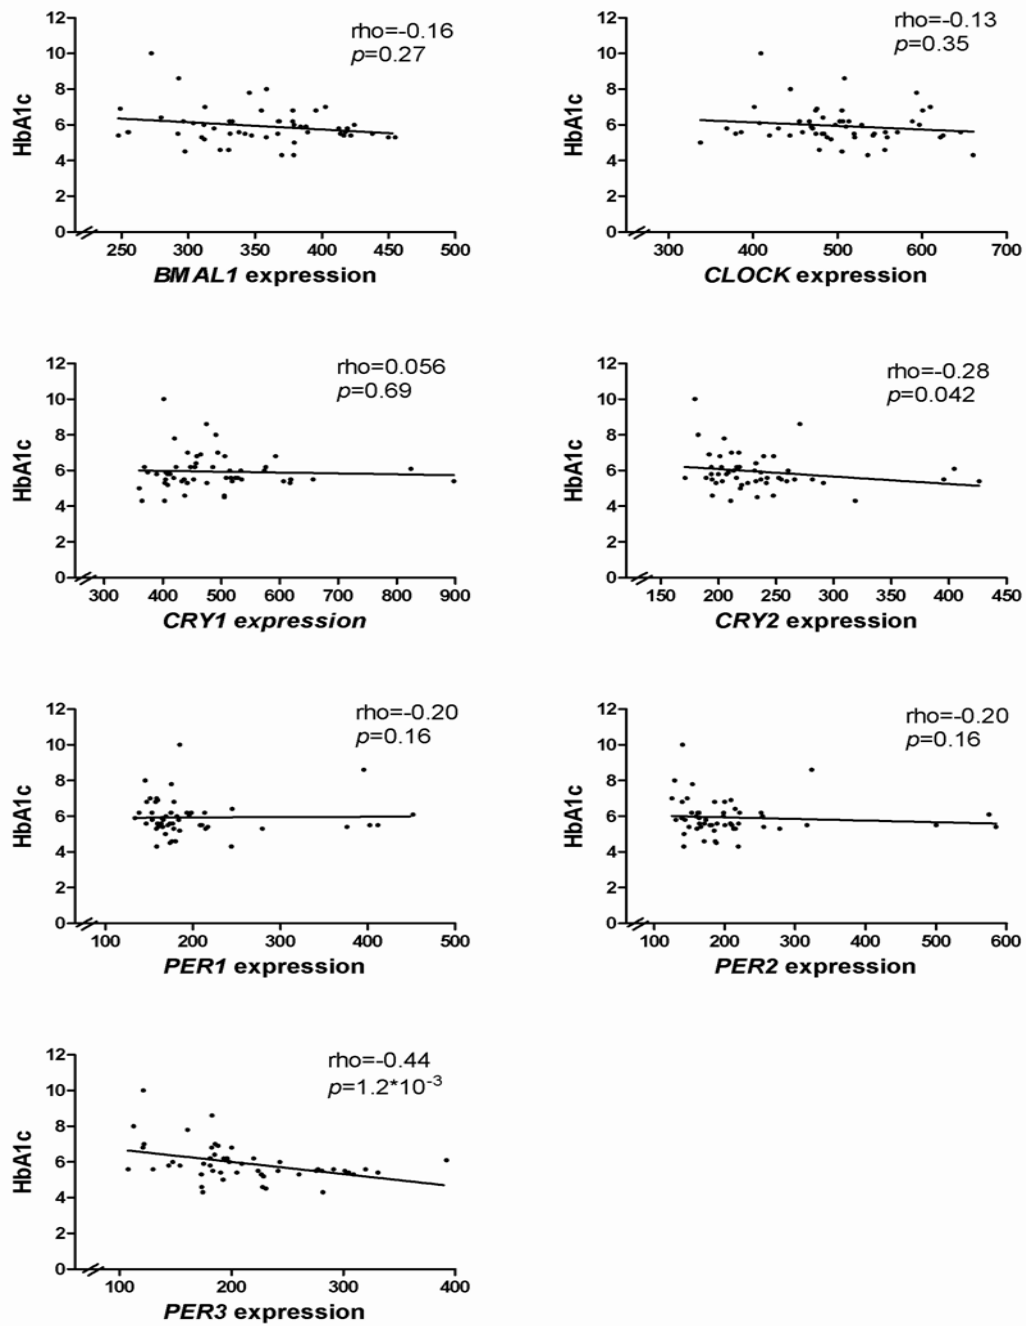 12
10
8
6
4
2
0
HbA1c
rho=-0.16
p=0.27
250 300 350 400 450 500
BMAL1 expression
12
10
8
6
4
2
0
HbA1c
rho=-0.13
p=0.35
300 400 500 600 700
CLOCK expression
12
10
8
6
4
2
0
HbA1c
rho=0.056
p=0.69
300 400 500 600 700 800 900
CRY1 expression
12
10
8
6
4
2
0
HbA1c
rho=-0.28
p=0.042
150 200 250 300 350 400 450
CRY2 expression
12
10
8
6
4
2
0
HbA1c
rho=-0.20
p=0.16
100 200 300 400 500
PER1 expression
12
10
8
6
4
2
0
HbA1c
rho=-0.20
p=0.16
100 200 300 400 500 600
PER2 expression
12
10
8
6
4
2
0
HbA1c
rho=-0.44
p=1.2*10-3
100 200 300 400
PER3 expression